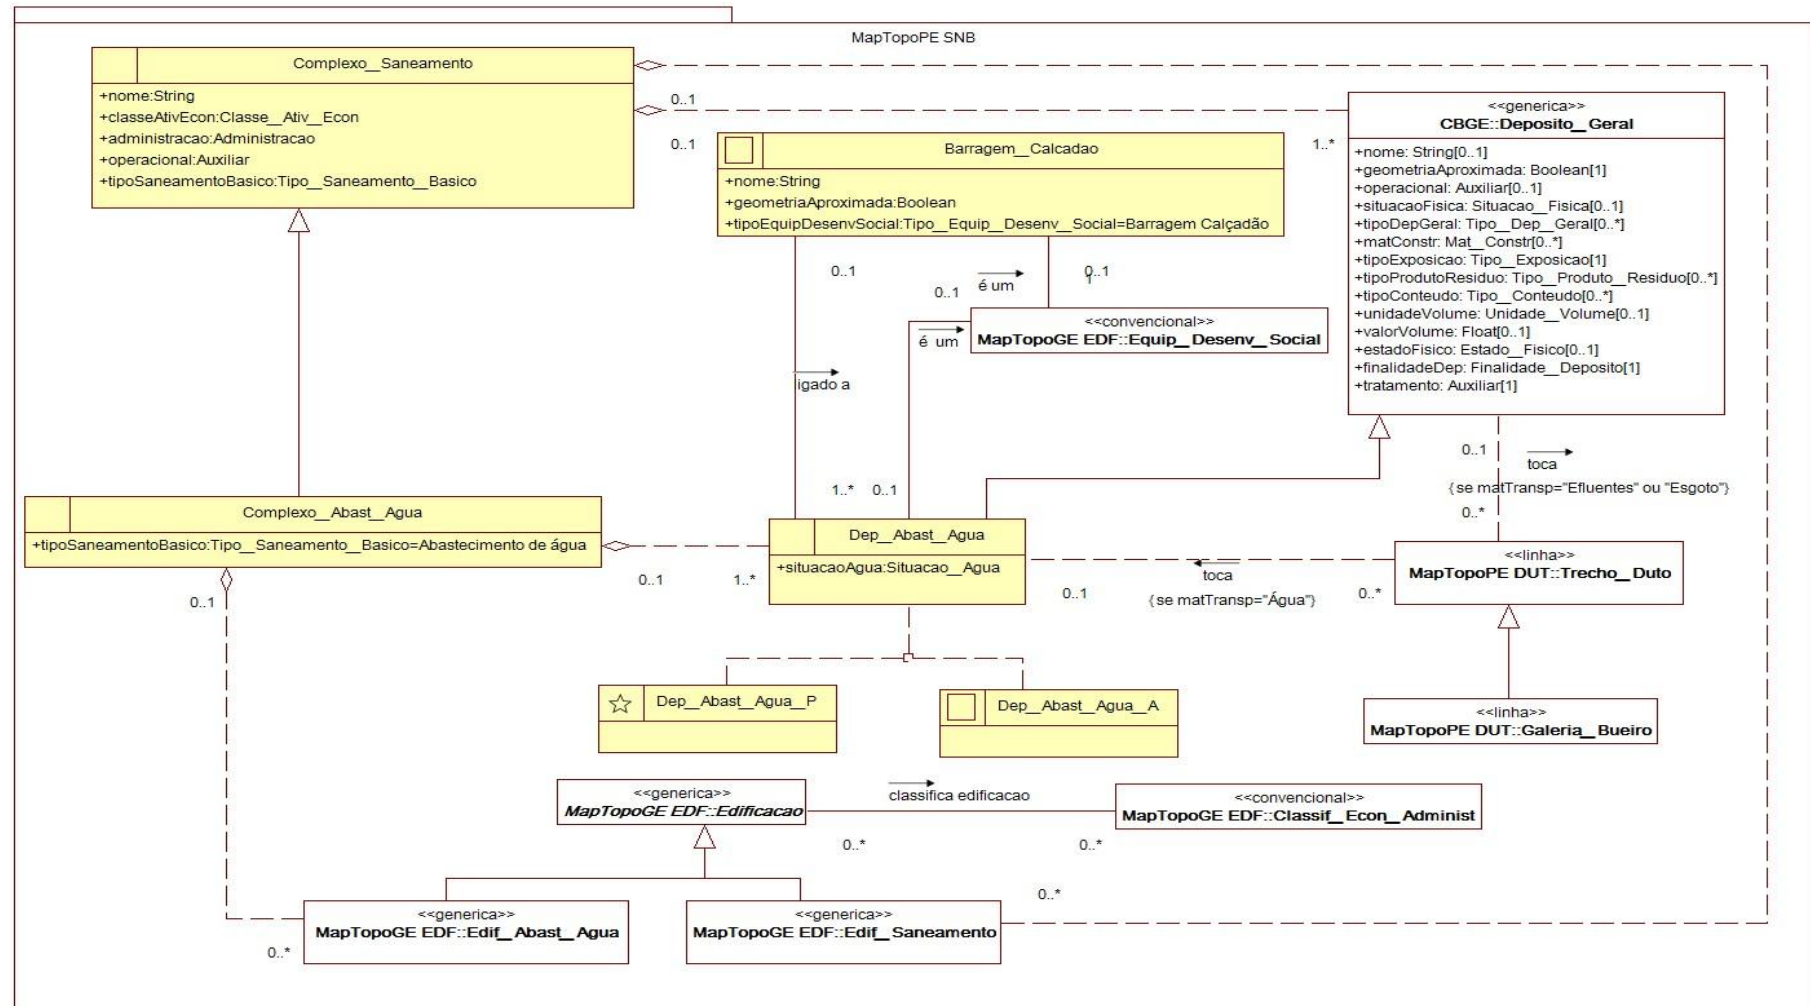 MapTopoPE SNB
Complexo__Saneamento
+nome:String
+classeAtivEcon:Classe__Ativ__Econ
+administracao:Administracao
+operacional:Auxiliar
+tipoSaneamentoBasico:Tipo__Saneamento__Basico
0..1
0..1
Barragem__Calcadao
+nome:String
+geometriaAproximada:Boolean
+tipoEquipDesenvSocial:Tipo__Equip__Desenv__Social=Barragem Calçadão
1..*
<<generica>>
CBGE::Deposito__Geral
+nome: String[0..1]
+geometriaAproximada: Boolean[1]
+operacional: Auxiliar[0..1]
+situacaoFisica: Situacao__Fisica[0..1]
+tipoDepGeral: Tipo__Dep__Geral[0..*]
+matConstr: Mat__Constr[0..*]
+tipoExposicao: Tipo__Exposicao[1]
+tipoProdutoResiduo: Tipo__Produto__Residuo[0..*]
+tipoConteudo: Tipo__Conteudo[0..*]
+unidadeVolume: Unidade__Volume[0..1]
+valorVolume: Float[0..1]
+estadoFisico: Estado__Fisico[0..1]
+finalidadeDep: Finalidade__Deposito[1]
+tratamento: Auxiliar[1]
0..1
é um
0..1
1
0..1
é um
<<convencional>>
MapTopoGE EDF::Equip__Desenv__Social
ligado a
0..1
toca
{se matTransp="Efluentes" ou "Esgoto"}
0..*
1..*
0..1
Complexo__Abast__Agua
+tipoSaneamentoBasico:Tipo__Saneamento__Basico=Abastecimento de água
0..1
1..*
0..1
Dep__Abast__Agua
+situacaoAgua:Situacao__Agua
toca
0..1
{se matTransp="Água"}
0..*
<<linha>>
MapTopoPE DUT::Trecho__Duto
Dep__Abast__Agua__P
Dep__Abast__Agua__A
<<linha>>
MapTopoPE DUT::Galeria__Bueiro
<<generica>>
MapTopoGE EDF::Edificacao
classifica edificacao
0..*
0..*
<<convencional>>
MapTopoGE EDF::Classif__Econ__Administ
0..*
<<generica>>
MapTopoGE EDF::Edif__Abast__Agua
0..*
<<generica>>
MapTopoGE EDF::Edif__Saneamento